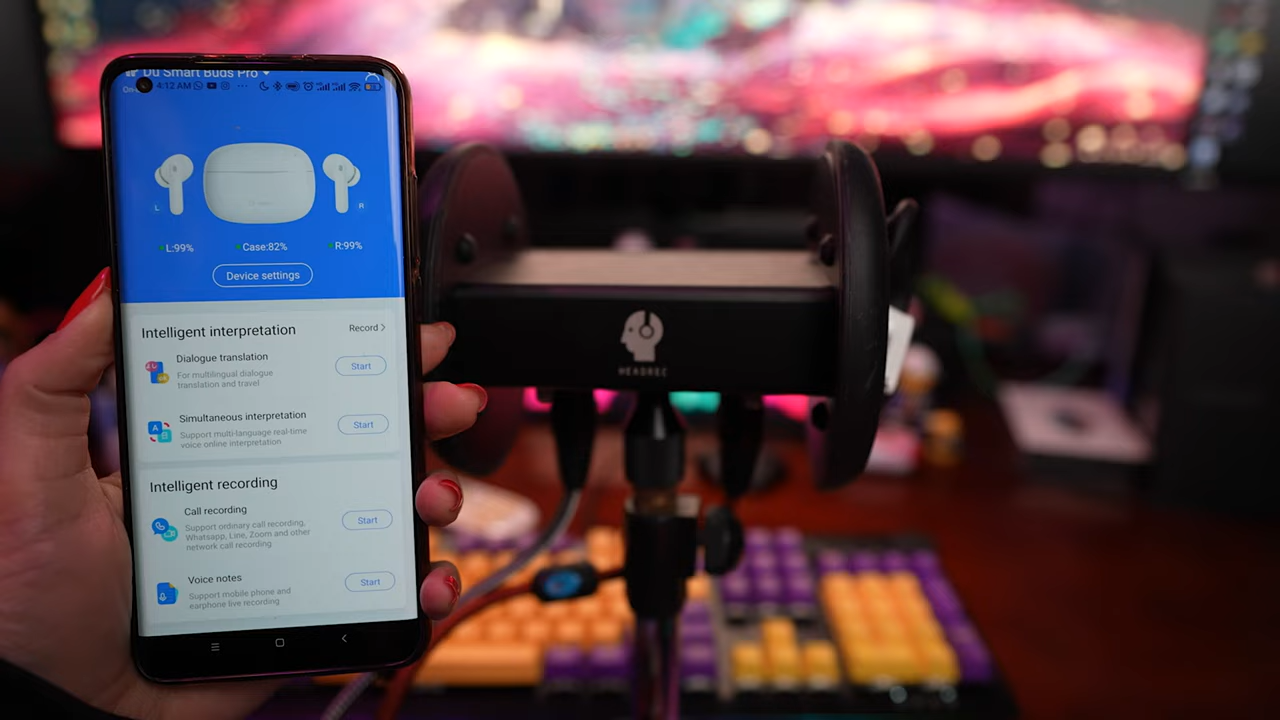 Du Smart Buds Pro
On-
4:12 AM
L
R
L:99%
Case:82%
R:99%
Device settings
Intelligent interpretation
Record >
Dialogue translation
For multilingual dialogue
translation and travel
Start
Simultaneous interpretation
Support multi-language real-time
voice online interpretation
Start
Intelligent recording
Call recording
Support ordinary call recording,
Whatsapp, Line, Zoom and other
network call recording
Start
Voice notes
Support mobile phone and
earphone live recording
Start
HEADREC